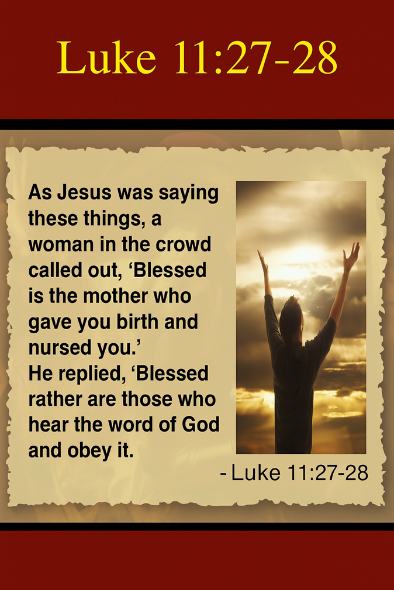 Luke 11:27-28
As Jesus was saying
these things, a
woman in the crowd
called out, ‘Blessed
is the mother who
gave you birth and
nursed you.’
He replied, ‘Blessed
rather are those who
hear the word of God
and obey it.
- Luke 11:27-28